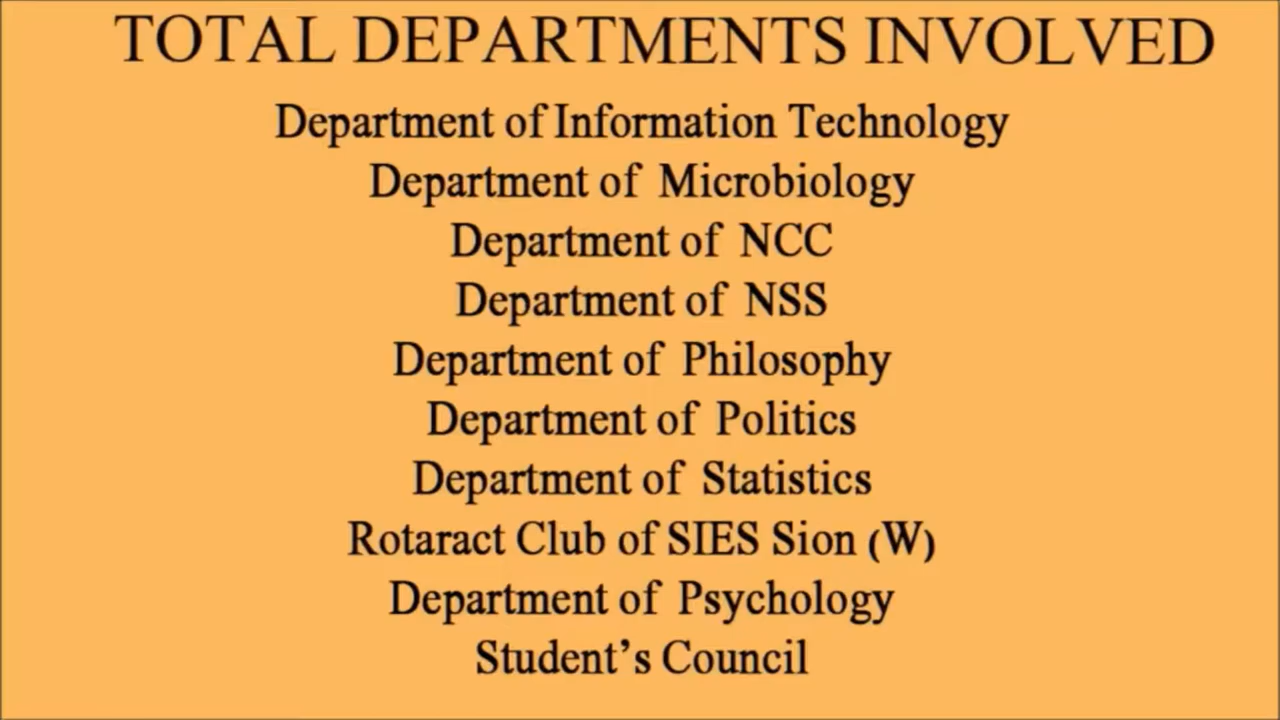 TOTAL DEPARTMENTS INVOLVED
Department of Information Technology
Department of Microbiology
Department of NCC
Department of NSS
Department of Philosophy
Department of Politics
Department of Statistics
Rotaract Club of SIES Sion (W)
Department of Psychology
Student’s Council